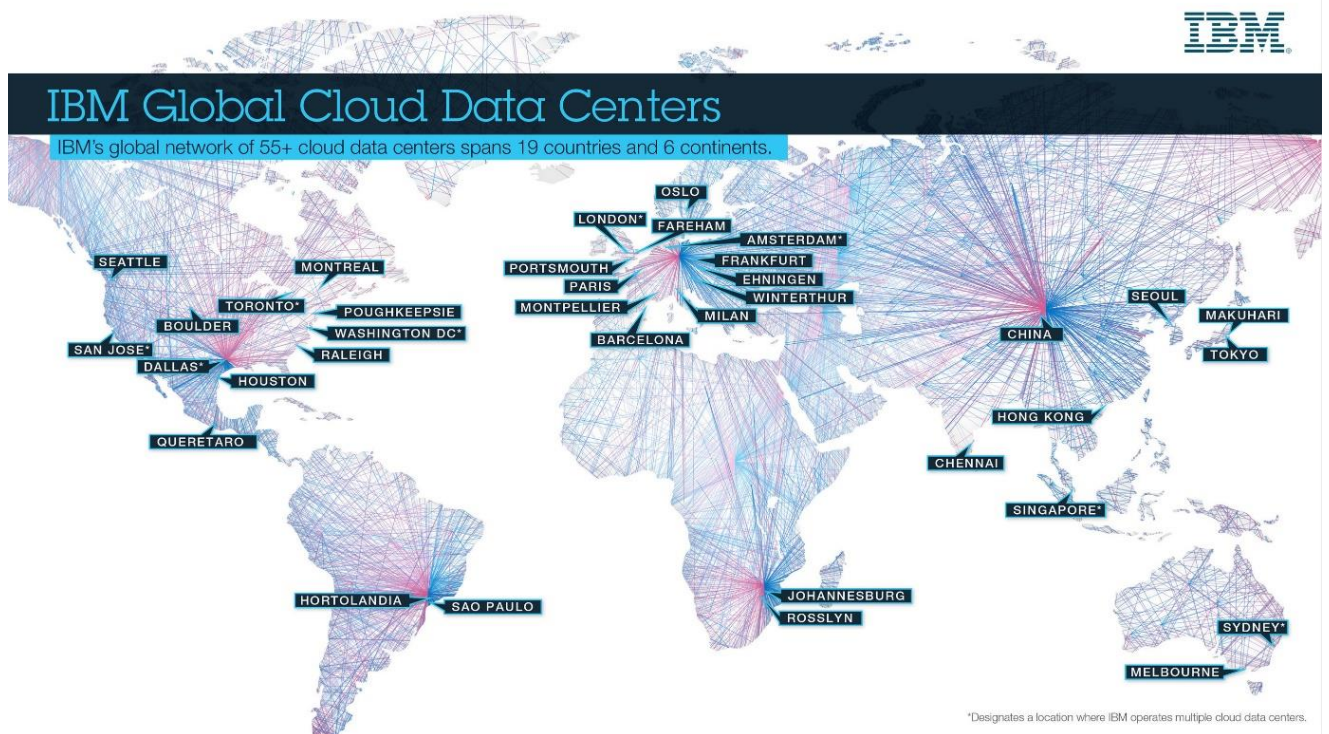 IBM
IBM Global Cloud Data Centers
IBM's global network of 55+ cloud data centers spans 19 countries and 6 continents.
OSLO
LONDON*
FAREHAM
AMSTERDAM*
SEATTLE
MONTREAL
PORTSMOUTH
FRANKFURT
PARIS
EHNINGEN
TORONTO*
POUGHKEEPSIE
MONTPELLIER
WINTERTHUR
SEOUL
MAKUHARI
BOULDER
WASHINGTON DC*
MILAN
CHINA
SAN JOSE*
RALEIGH
BARCELONA
TOKYO
DALLAS*
HOUSTON
HONG KONG
QUERETARO
CHENNAI
SINGAPORE*
HORTOLANDIA
SAO PAULO
JOHANNESBURG
ROSSLYN
SYDNEY*
MELBOURNE
*Designates a location where IBM operates multiple cloud data centers.